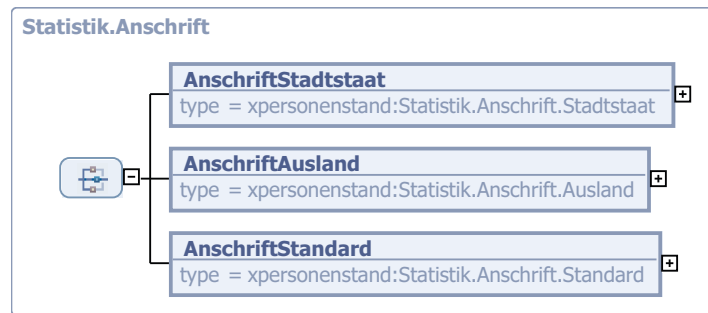 Statistik.Anschrift
AnschriftStadtstaat
type = xpersonenstand:Statistik.Anschrift.Stadtstaat
AnschriftAusland
type = xpersonenstand:Statistik.Anschrift.Ausland
AnschriftStandard
type = xpersonenstand:Statistik.Anschrift.Standard